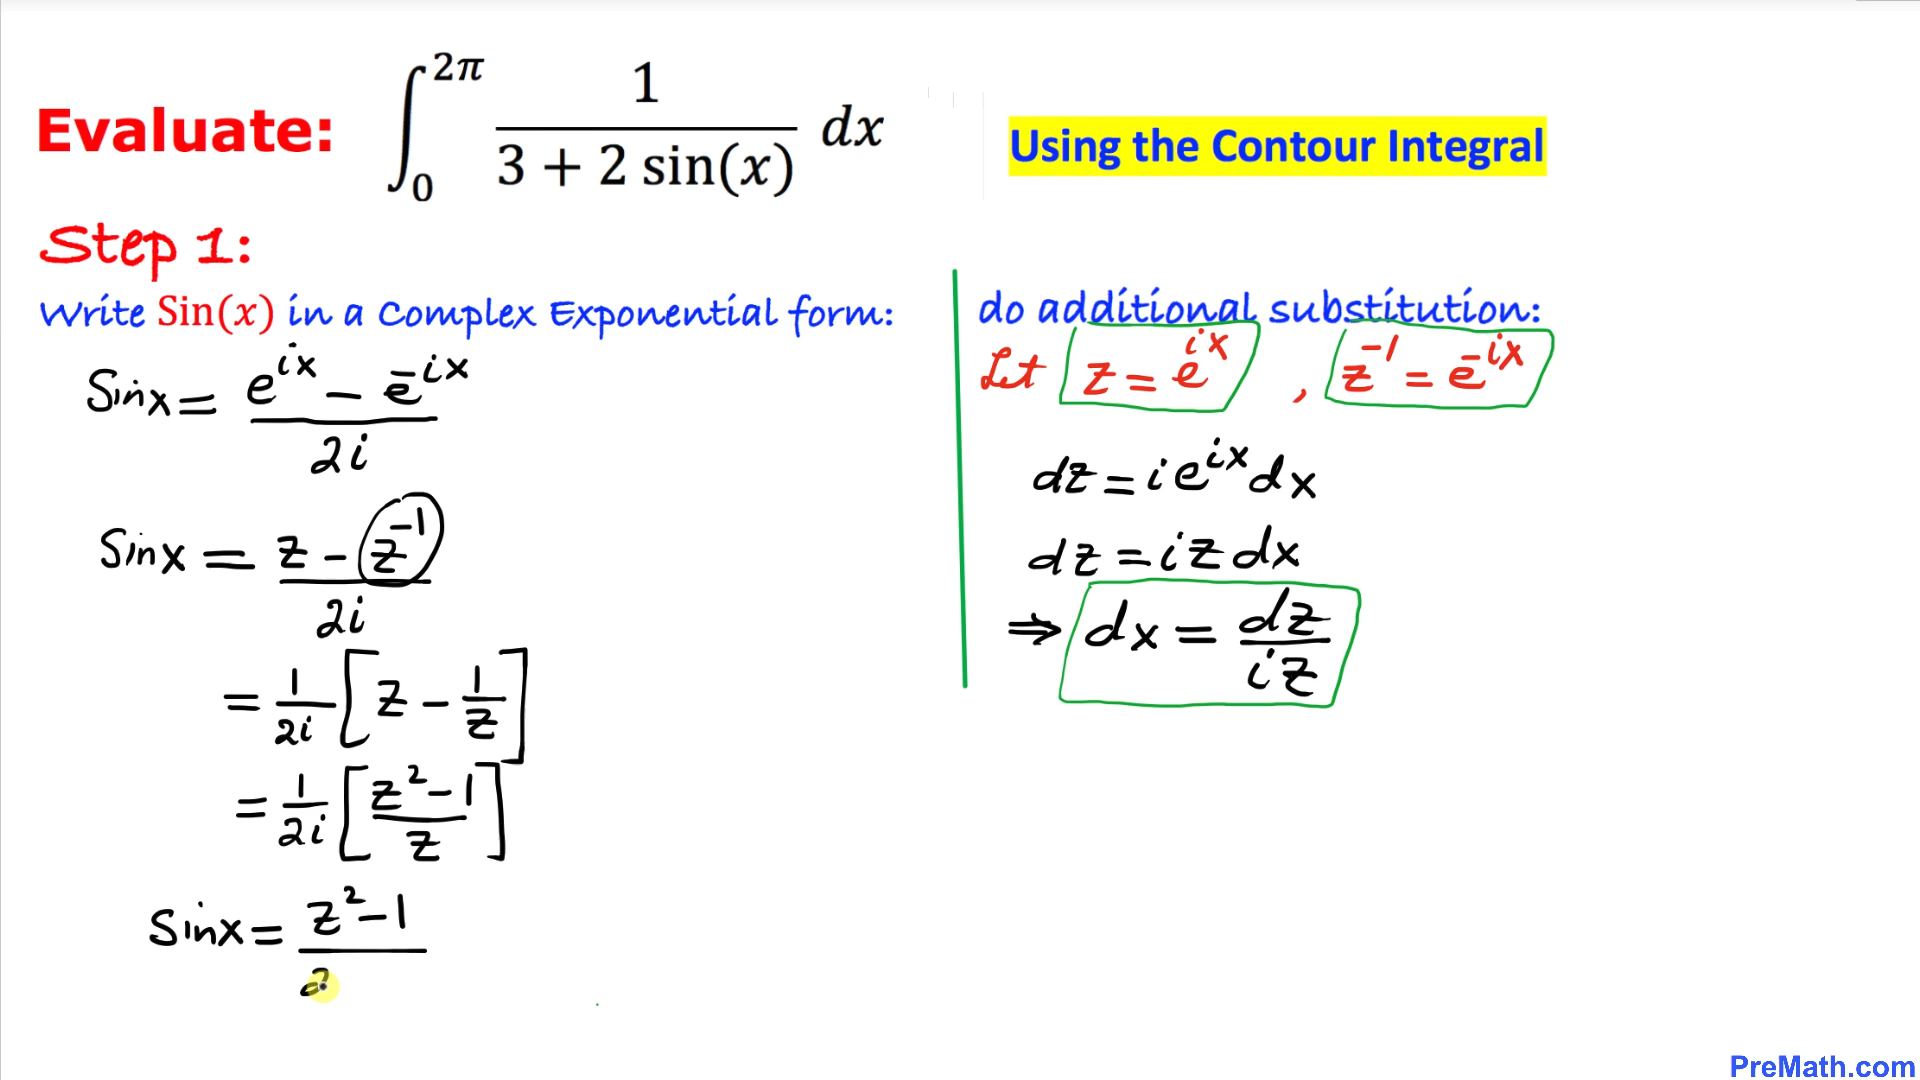 Evaluate: ∫₀^{2π} 1/(3 + 2 sin(x)) dx
Using the Contour Integral
Step 1:
Write Sin(x) in a Complex Exponential form:
Sinx = (e^{ix} − e^{−ix})/2i
Sinx = (z − z^{−1})/2i
= 1/2i [z − 1/z]
= 1/2i [(z² − 1)/z]
Sinx = (z² − 1)/2
do additional substitution:
Let z = e^{ix} , z^{−1} = e^{−ix}
dz = i e^{ix} dx
dz = i z dx
⇒ dx = dz/iz
PreMath.com